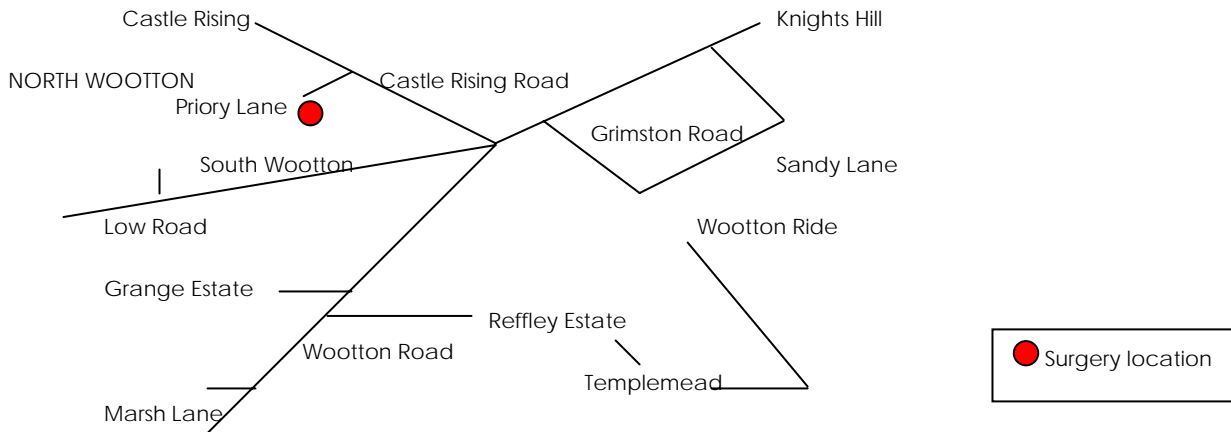 Castle Rising
Knights Hill
NORTH WOOTTON
Castle Rising Road
Priory Lane
Grimston Road
South Wootton
Sandy Lane
Low Road
Wootton Ride
Grange Estate
Reffley Estate
Wootton Road
Surgery location
Templemead
Marsh Lane